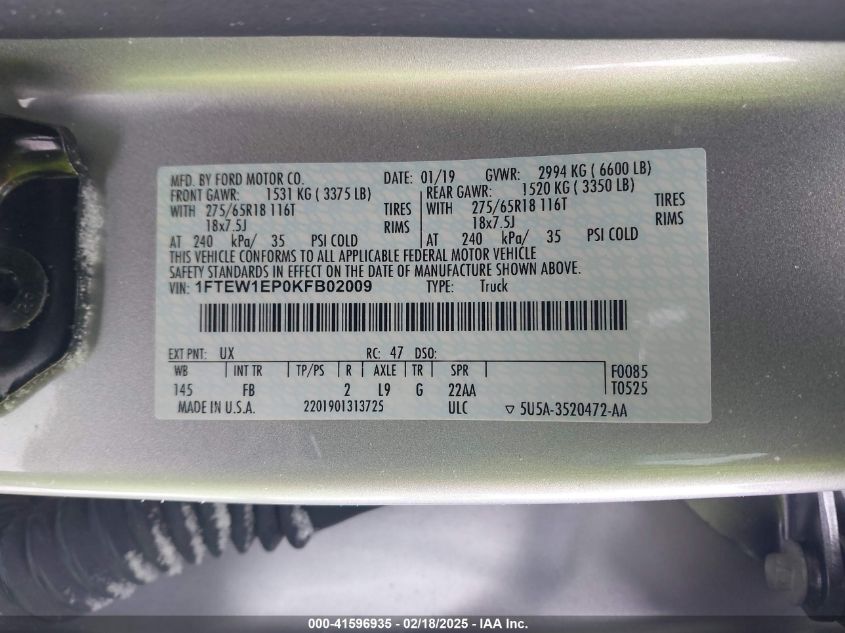 MFD. BY FORD MOTOR CO. DATE: 01/19 GVWR: 2994 KG ( 6600 LB)
FRONT GAWR: 1531 KG ( 3375 LB) REAR GAWR: 1520 KG ( 3350 LB)
WITH 275/65R18 116T TIRES WITH 275/65R18 116T TIRES
18x7.5J RIMS 18x7.5J RIMS
AT 240 kPa/ 35 PSI COLD AT 240 kPa/ 35 PSI COLD
THIS VEHICLE CONFORMS TO ALL APPLICABLE FEDERAL MOTOR VEHICLE
SAFETY STANDARDS IN EFFECT ON THE DATE OF MANUFACTURE SHOWN ABOVE.
VIN: 1FTEW1EP0KFB02009 TYPE: Truck
EXT PNT: UX RC: 47 DSO:
WB INT TR TP/PS R AXLE TR SPR F0085
145 FB 2 L9 G 22AA T0525
MADE IN U.S.A. 2201901313725 ULC ▽ 5U5A-3520472-AA
000-41596935 - 02/18/2025 - IAA Inc.